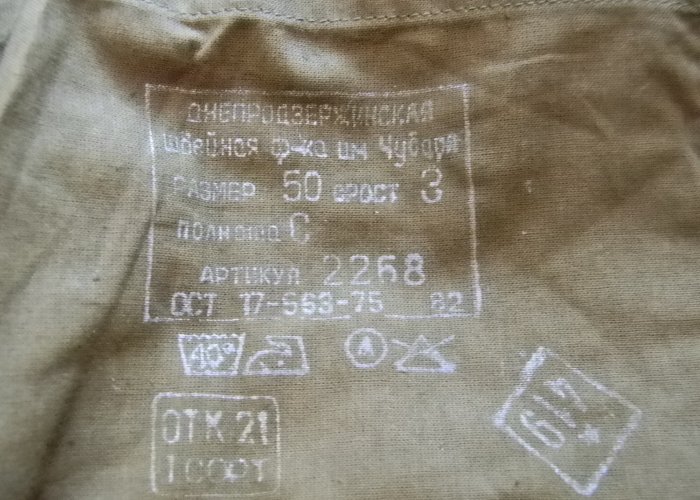 ДНЕПРОДЗЕРЖИНСКАЯ
швейная ф-ка им Чубаря
РАЗМЕР 50 РОСТ 3
полнота С
АРТИКУЛ 2268
ОСТ 17-663-75 82
40° А
ОТК 21
1 СОРТ